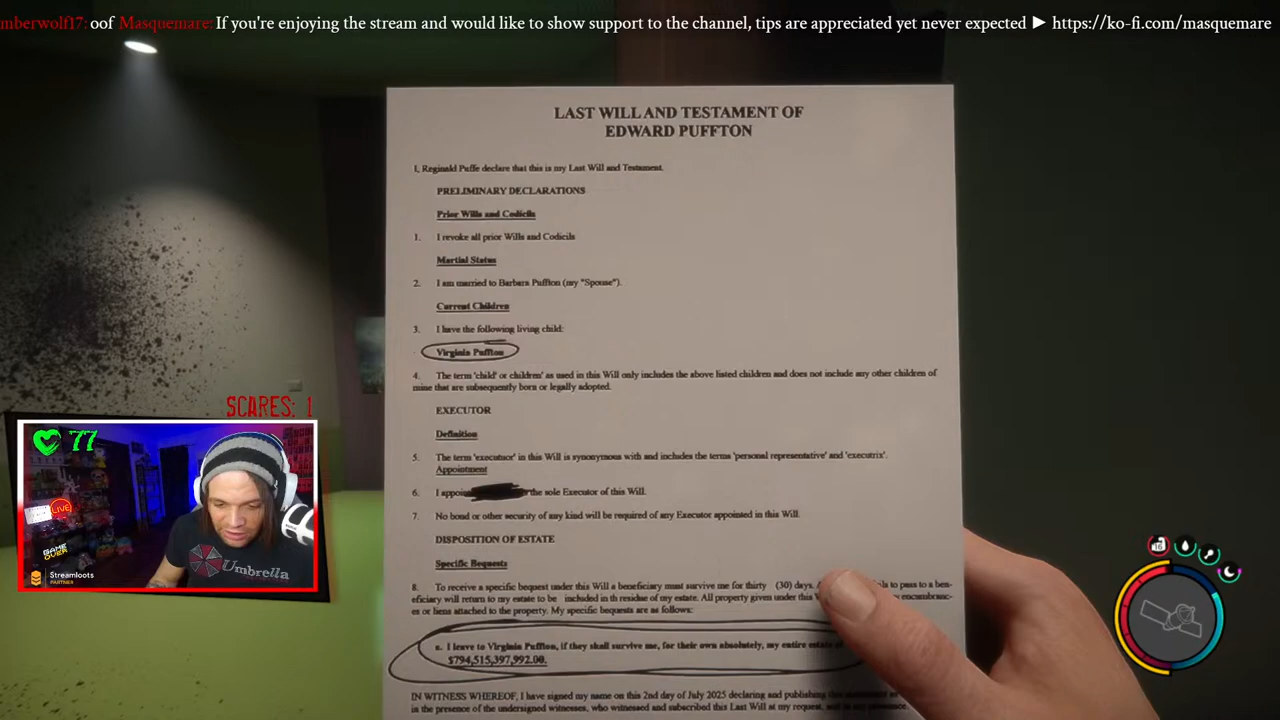 mberwolf17: oof Masquemare: If you're enjoying the stream and would like to show support to the channel, tips are appreciated yet never expected ► https://ko-fi.com/masquemare
LAST WILL AND TESTAMENT OF
EDWARD PUFFTON
I, Reginald Puffe declare that this is my Last Will and Testament.
PRELIMINARY DECLARATIONS
Prior Wills and Codicils
1. I revoke all prior Wills and Codicils
Martial Status
2. I am married to Barbara Puffton (my "Spouse").
Current Children
3. I have the following living child:
Virginia Puffton
4. The term 'child' or children' as used in this Will only includes the above listed children and does not include any other children of
mine that are subsequently born or legally adopted.
EXECUTOR
Definition
5. The term 'executuor' in this Will is synonymous with and includes the terms 'personal representative' and 'executrix'.
Appointment
6. I appoin the sole Executor of this Will.
7. No bond or other security of any kind will be required of any Executor appointed in this Will.
DISPOSITION OF ESTATE
Specific Bequests
8. To receive a specific bequest under this Will a beneficiary must survive me for thirty (30) days. to pass to a ben-
eficiary will return to my estate to be included in th residue of my estate. All property given under this encumbranc-
es or liens attached to the property. My specific bequests are as follows:
a. I leave to Virginia Puffton, if they shall survive me, for their own absolutely, my entire estate
$794,515,397,992.00.
IN WITNESS WHEREOF, I have signed my name on this 2nd day of July 2025 declaring and publishing
in the presence of the undersigned witnesses, who witnessed and subscribed this Last Will at my request,
SCARES: 1
77
LIVE
GAME
OVER
Streamloots
PARTNER
Umbrella
16